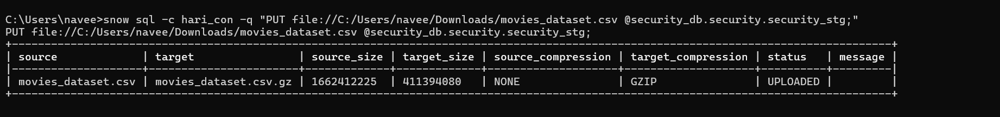 C:\Users\navee>snow sql -c hari_con -q "PUT file://C:/Users/navee/Downloads/movies_dataset.csv @security_db.security.security_stg;"
PUT file://C:/Users/navee/Downloads/movies_dataset.csv @security_db.security.security_stg;
+---------------------------------------------------------------------------------------------------------------------------------------+
| source             | target                | source_size | target_size | source_compression | target_compression | status   | message |
|--------------------+-----------------------+-------------+-------------+--------------------+--------------------+----------+---------|
| movies_dataset.csv | movies_dataset.csv.gz | 1662412225  | 411394080   | NONE               | GZIP               | UPLOADED |         |
+---------------------------------------------------------------------------------------------------------------------------------------+